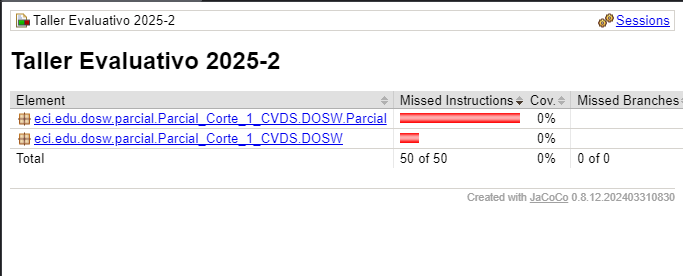 Taller Evaluativo 2025-2 Sessions
Taller Evaluativo 2025-2
Element Missed Instructions Cov. Missed Branches
eci.edu.dosw.parcial.Parcial_Corte_1_CVDS.DOSW.Parcial 0%
eci.edu.dosw.parcial.Parcial_Corte_1_CVDS.DOSW 0%
Total 50 of 50 0% 0 of 0
Created with JaCoCo 0.8.12.202403310830